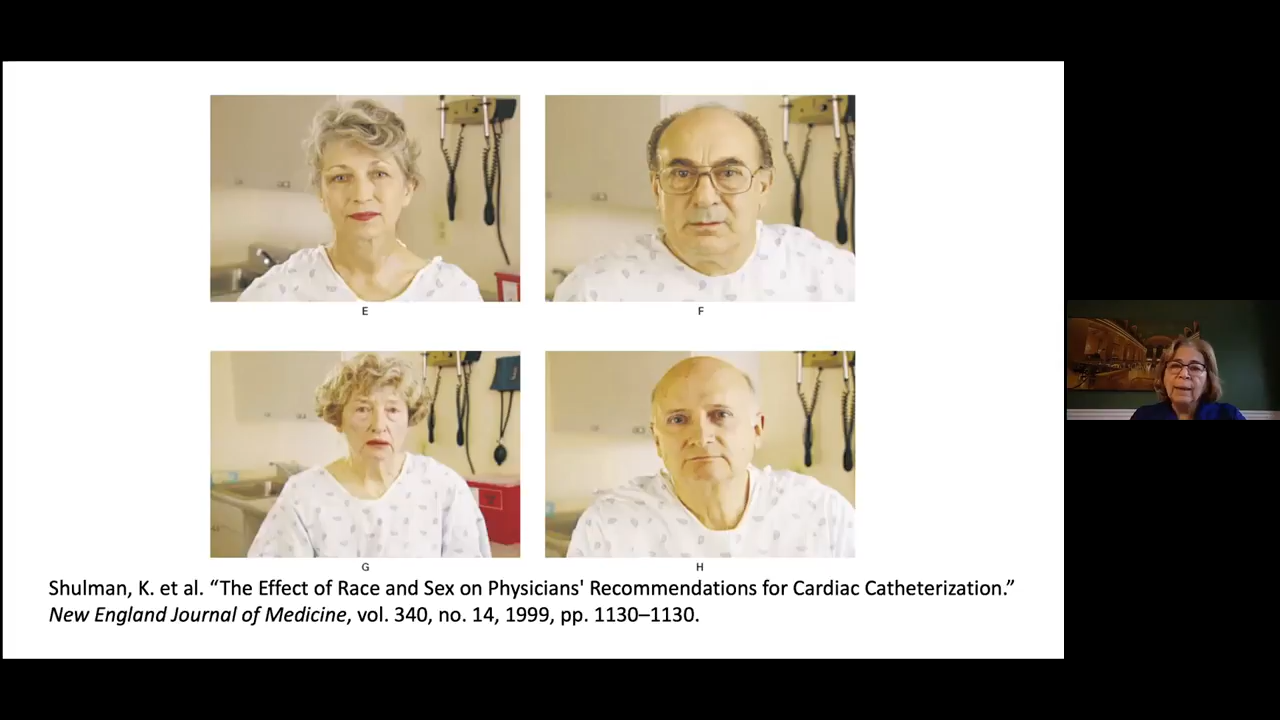 E
F
G
H
Shulman, K. et al. “The Effect of Race and Sex on Physicians' Recommendations for Cardiac Catheterization.”
New England Journal of Medicine, vol. 340, no. 14, 1999, pp. 1130–1130.